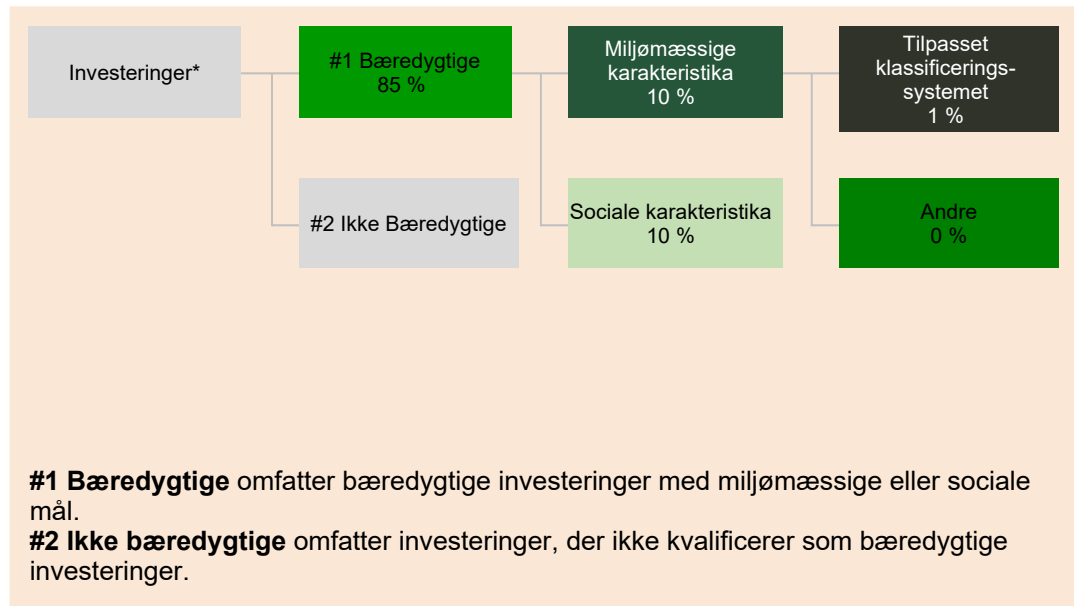 Investeringer*
#1 Bæredygtige
85 %
Miljømæssige
karakteristika
10 %
Tilpasset
klassificerings-
systemet
1 %
#2 Ikke Bæredygtige
Sociale karakteristika
10 %
Andre
0 %
#1 Bæredygtige omfatter bæredygtige investeringer med miljømæssige eller sociale
mål.
#2 Ikke bæredygtige omfatter investeringer, der ikke kvalificerer som bæredygtige
investeringer.